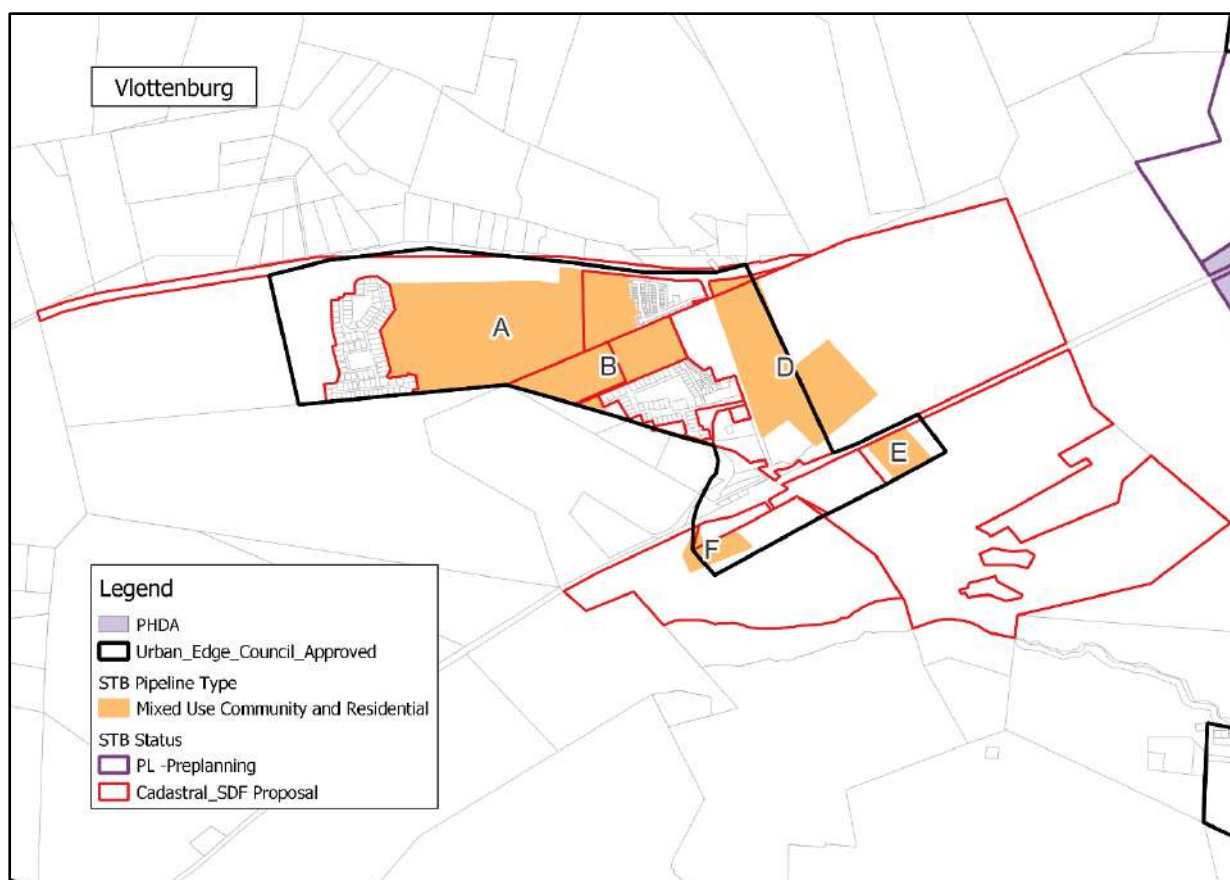 Vlottenburg
A
B
D
E
F
Legend
PHDA
Urban_Edge_Council_Approved
STB Pipeline Type
Mixed Use Community and Residential
STB Status
PL -Preplanning
Cadastral_SDF Proposal